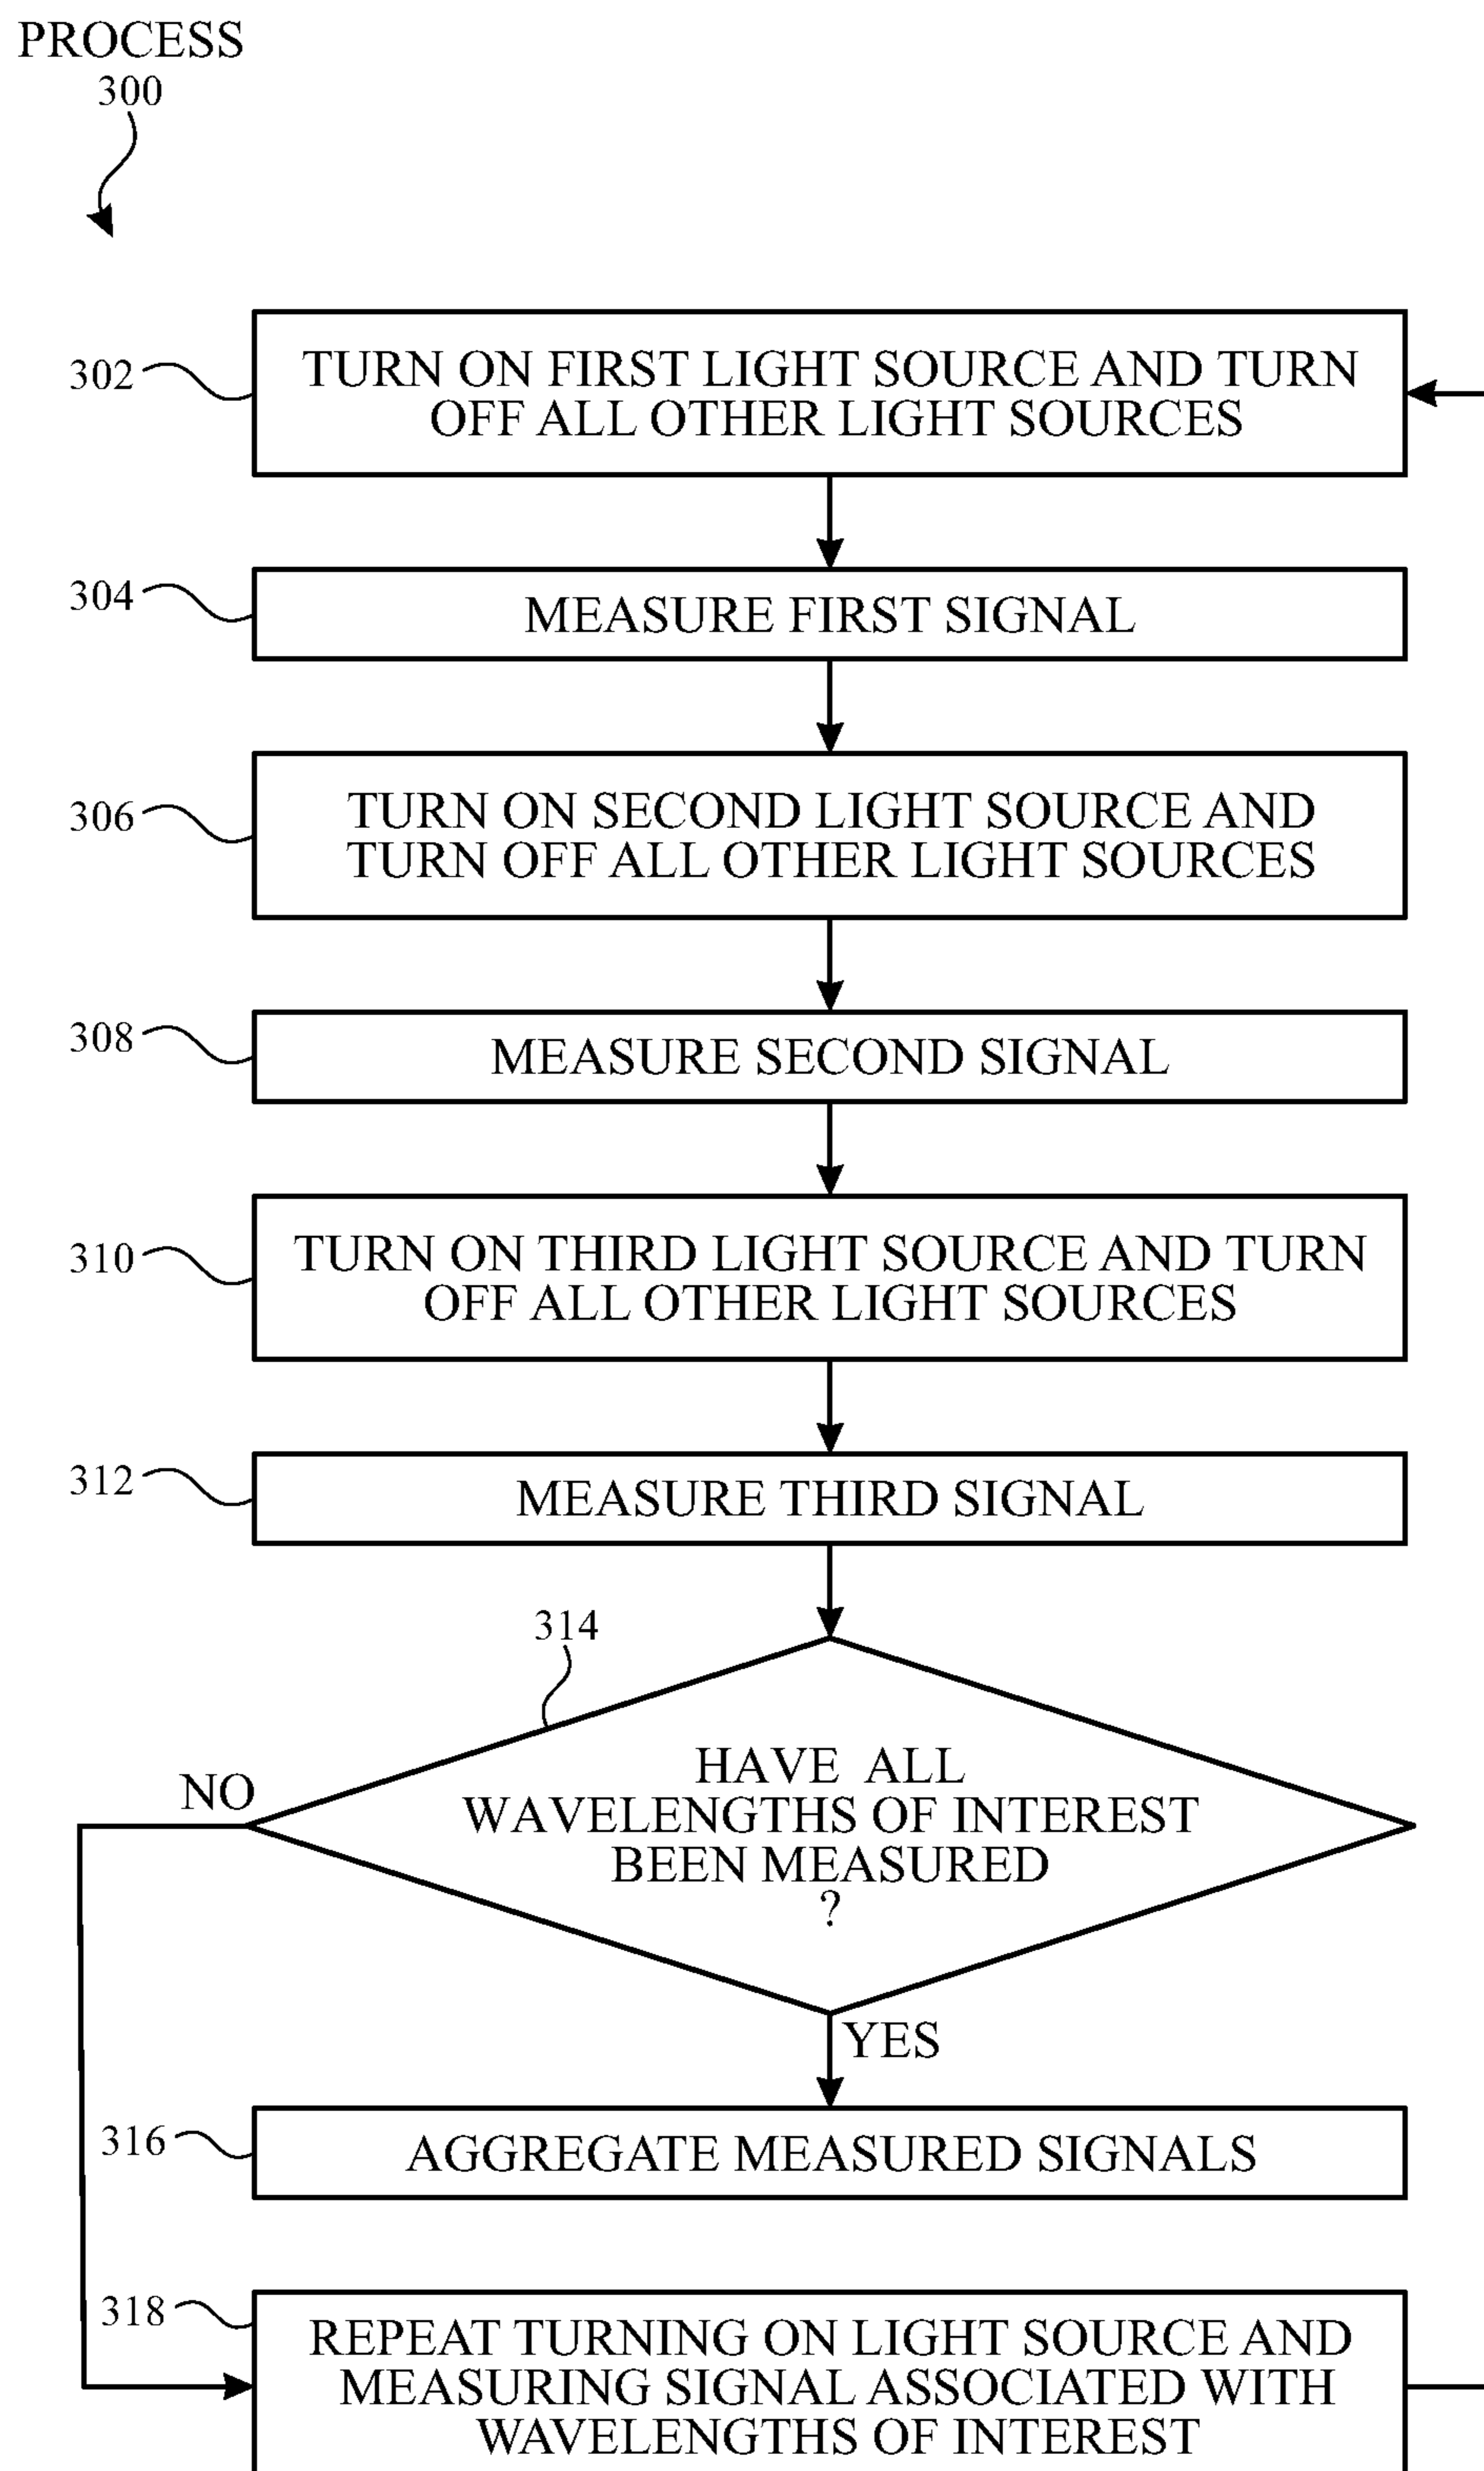 PROCESS
300
302
TURN ON FIRST LIGHT SOURCE AND TURN
OFF ALL OTHER LIGHT SOURCES
304
MEASURE FIRST SIGNAL
306
TURN ON SECOND LIGHT SOURCE AND
TURN OFF ALL OTHER LIGHT SOURCES
308
MEASURE SECOND SIGNAL
310
TURN ON THIRD LIGHT SOURCE AND TURN
OFF ALL OTHER LIGHT SOURCES
312
MEASURE THIRD SIGNAL
314
NO
HAVE ALL
WAVELENGTHS OF INTEREST
BEEN MEASURED
?
YES
316
AGGREGATE MEASURED SIGNALS
318
REPEAT TURNING ON LIGHT SOURCE AND
MEASURING SIGNAL ASSOCIATED WITH
WAVELENGTHS OF INTEREST